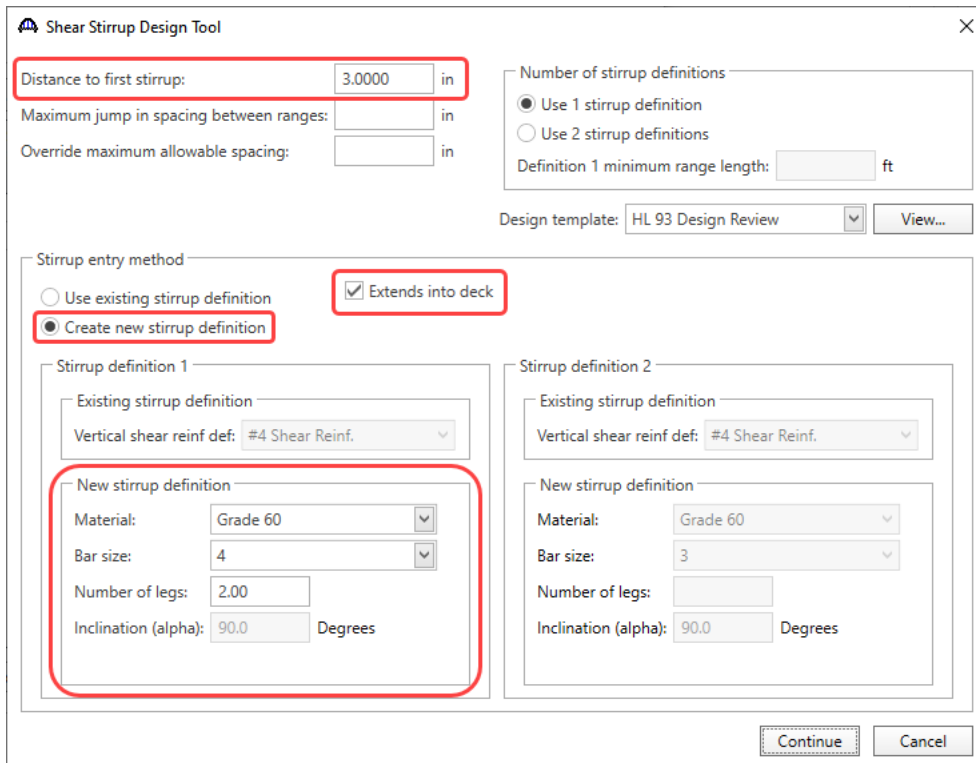 Shear Stirrup Design Tool
Distance to first stirrup: 3.0000 in
Maximum jump in spacing between ranges: in
Override maximum allowable spacing: in
Number of stirrup definitions
Use 1 stirrup definition
Use 2 stirrup definitions
Definition 1 minimum range length: ft
Design template: HL 93 Design Review View...
Stirrup entry method
Use existing stirrup definition
Extends into deck
Create new stirrup definition
Stirrup definition 1
Existing stirrup definition
Vertical shear reinf def: #4 Shear Reinf.
New stirrup definition
Material: Grade 60
Bar size: 4
Number of legs: 2.00
Inclination (alpha): 90.0 Degrees
Stirrup definition 2
Existing stirrup definition
Vertical shear reinf def: #4 Shear Reinf.
New stirrup definition
Material: Grade 60
Bar size: 3
Number of legs:
Inclination (alpha): 90.0 Degrees
Continue Cancel